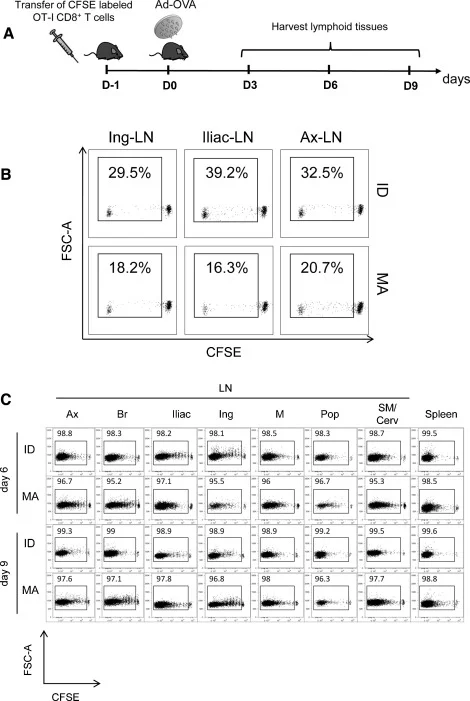 Transfer of CFSE labeled
OT-I CD8⁺ T cells
Ad-OVA
A
Harvest lymphoid tissues
D-1 D0 D3 D6 D9 days
B
Ing-LN Iliac-LN Ax-LN
29.5% 39.2% 32.5% ID
18.2% 16.3% 20.7% MA
FSC-A
CFSE
C
LN
Ax Br Iliac Ing M Pop SM/
Cerv Spleen
day 6
ID 98.8 98.3 98.2 98.1 98.5 98.3 98.7 99.5
MA 96.7 95.2 97.1 95.5 96 96.7 95.3 98.5
day 9
ID 99.3 99 98.9 98.9 98.9 99.2 99.5 99.6
MA 97.6 97.1 97.8 96.8 98 96.3 97.7 98.8
FSC-A
CFSE